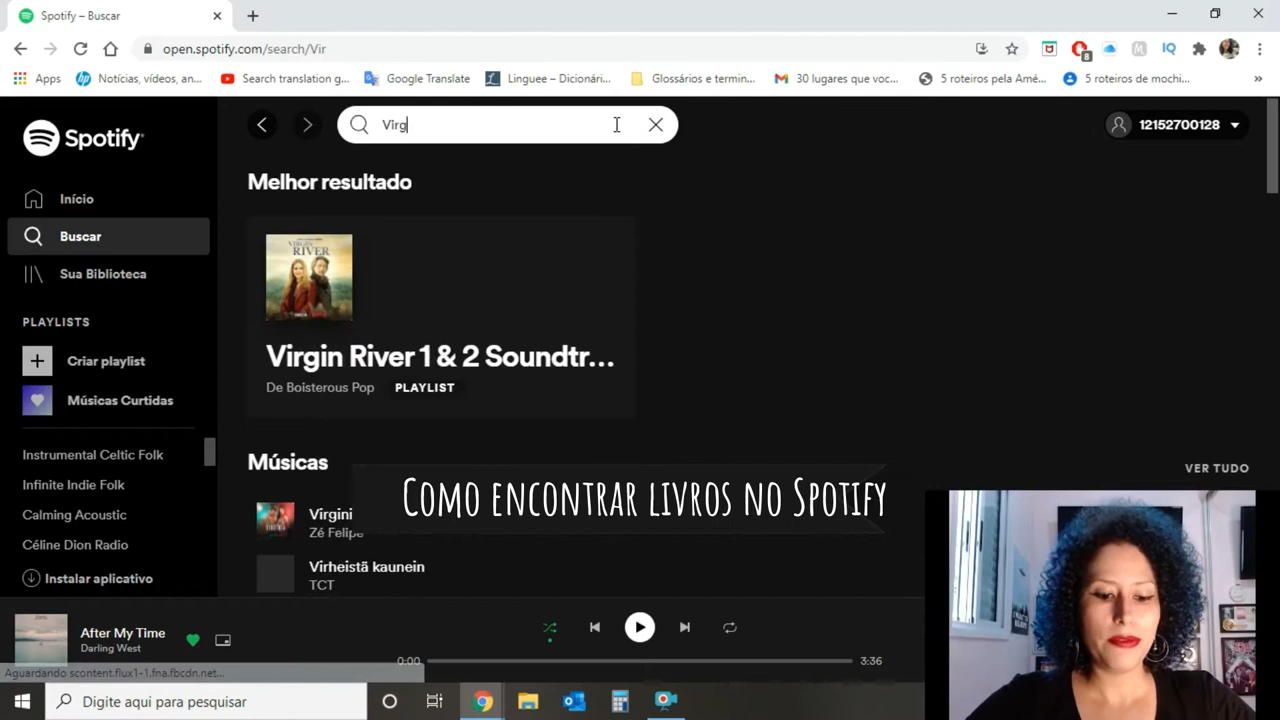 Spotify – Buscar
open.spotify.com/search/Vir
8
IQ
M
Apps
Notícias, vídeos, an...
Search translation g...
Google Translate
Linguee – Dicionári...
Glossários e termin...
30 lugares que voc...
5 roteiros pela Amé...
5 roteiros de mochi...
»
Spotify
Virg
12152700128
Início
Buscar
Sua Biblioteca
PLAYLISTS
Criar playlist
Músicas Curtidas
Instrumental Celtic Folk
Infinite Indie Folk
Calming Acoustic
Céline Dion Radio
Instalar aplicativo
Melhor resultado
VIRGIN
RIVER
Virgin River 1 & 2 Soundtr...
De Boisterous Pop PLAYLIST
Músicas
VER TUDO
Virgini
Zé Felipe
Virheistä kaunein
TCT
Como encontrar livros no Spotify
After My Time
Darling West
0:00
3:36
Aguardando scontent.flux1-1.fna.fbcdn.net...
Digite aqui para pesquisar